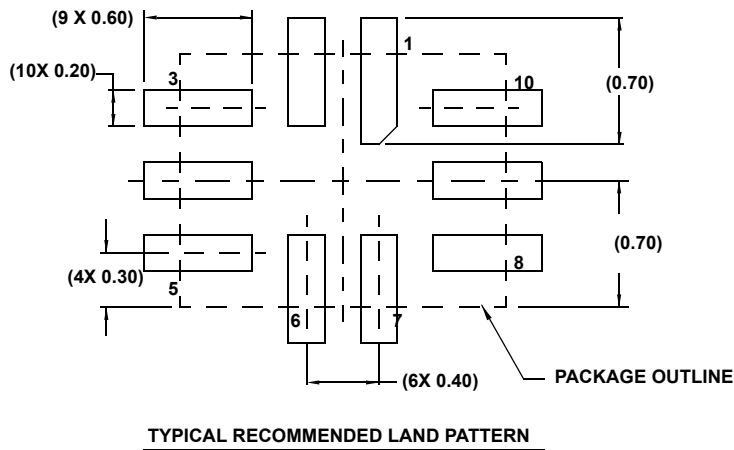 (9 X 0.60)
1
(10X 0.20)
3
10
(0.70)
(0.70)
(4X 0.30)
5
8
6
7
(6X 0.40)
PACKAGE OUTLINE
TYPICAL RECOMMENDED LAND PATTERN